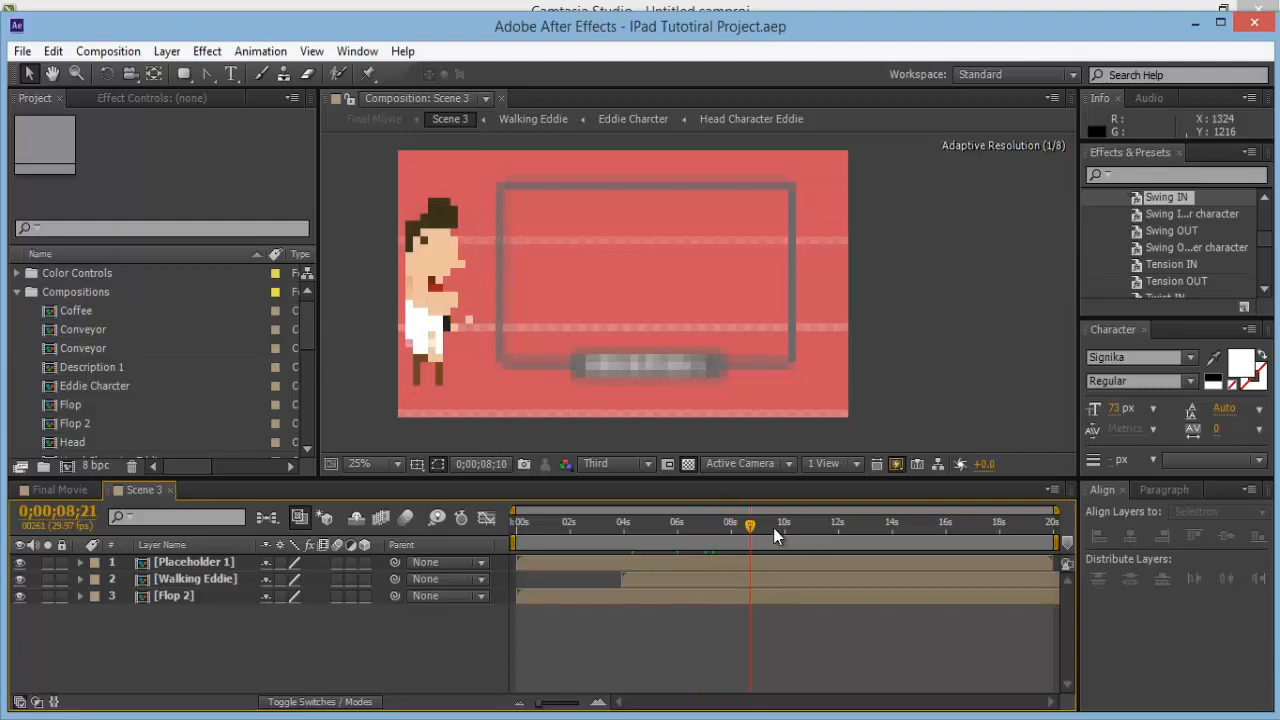 Camtasia Studio - Untitled.camproj
Adobe After Effects - IPad Tutotiral Project.aep
File Edit Composition Layer Effect Animation View Window Help
Workspace: Standard Search Help
Project Effect Controls: (none)
Composition: Scene 3
Final Movie Scene 3 Walking Eddie Eddie Charcter Head Character Eddie
Adaptive Resolution (1/8)
Info Audio
R: X: 1324
G: Y: 1216
Effects & Presets
Swing IN
Swing I...r character
Swing OUT
Swing O...er character
Tension IN
Tension OUT
Name Type
Color Controls
Compositions
Coffee
Conveyor
Conveyor
Description 1
Eddie Charcter
Flop
Flop 2
Head
8 bpc
25% 0;00;08;10 Third Active Camera 1 View +0.0
Character
Signika
Regular
73 px Auto
Metrics 0
- px
Align Paragraph
Align Layers to: Selection
Distribute Layers:
Final Movie Scene 3
0;00;08;21
00261 (29.97 fps)
00s 02s 04s 06s 08s 10s 12s 14s 16s 18s 20s
# Layer Name Parent
1 [Placeholder 1] None
2 [Walking Eddie] None
3 [Flop 2] None
Toggle Switches / Modes